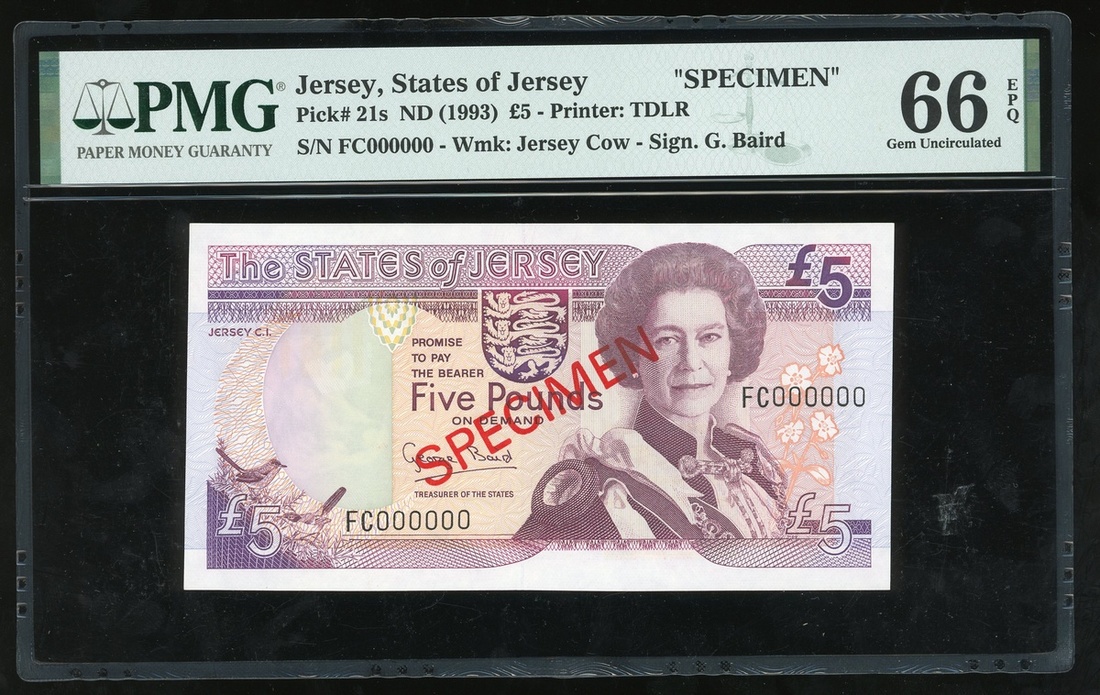 PMG®
PAPER MONEY GUARANTY
Jersey, States of Jersey "SPECIMEN"
Pick# 21s ND (1993) £5 - Printer: TDLR
S/N FC000000 - Wmk: Jersey Cow - Sign. G. Baird
66 EPQ
Gem Uncirculated
The STATES of JERSEY
£5
JERSEY C.I.
PROMISE
TO PAY
THE BEARER
Five Pounds
ON DEMAND
George Baird
TREASURER OF THE STATES
SPECIMEN
FC000000
FC000000
£5
£5